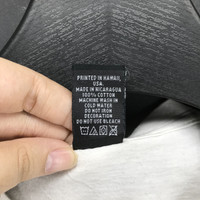 PRINTED IN HAWAII,
USA.
MADE IN NICARAGUA
100% COTTON
MACHINE WASH IN
COLD WATER
DO NOT IRON
DECORATION
DO NOT USE BLEACH